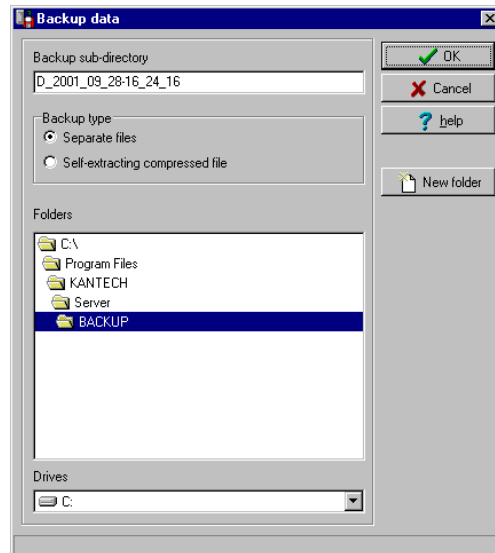 Backup data
Backup sub-directory
D_2001_09_28-16_24_16
Backup type
Separate files
Self-extracting compressed file
Folders
C:\
Program Files
KANTECH
Server
BACKUP
Drives
C:
OK
Cancel
help
New folder